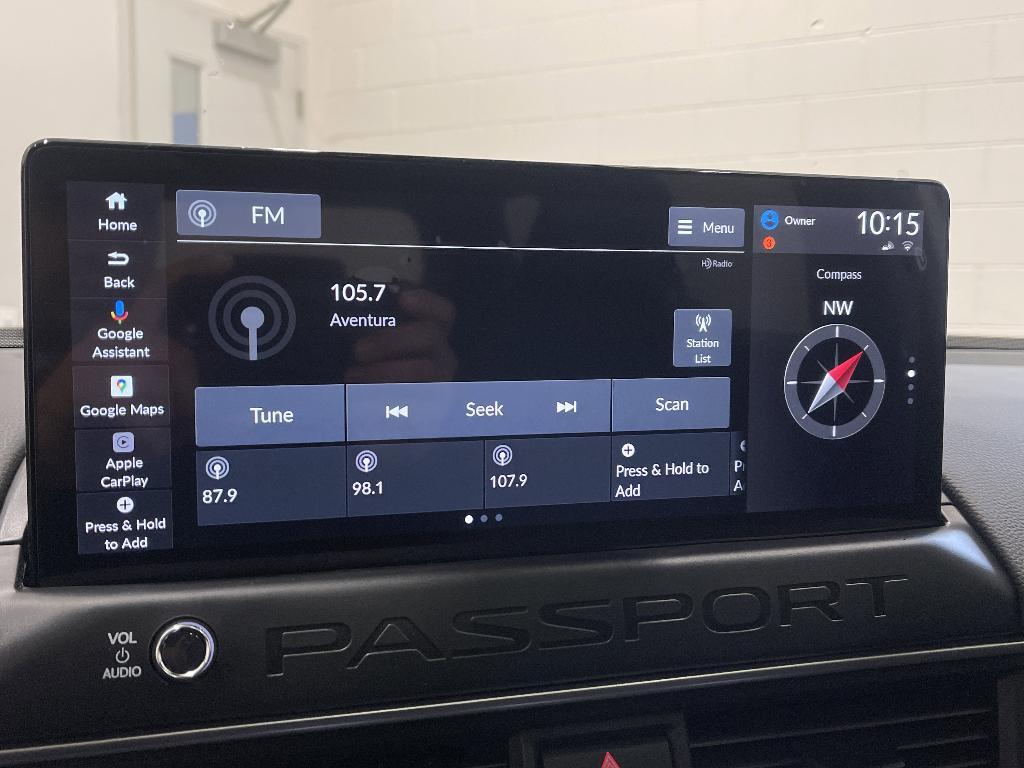 Home
Back
Google
Assistant
Google Maps
Apple
CarPlay
Press & Hold
to Add
FM
Menu
HD Radio
105.7
Aventura
Station
List
Tune
Seek
Scan
87.9
98.1
107.9
Press & Hold to
Add
Pr
A
Owner
10:15
3
Compass
NW
VOL
AUDIO
PASSPORT